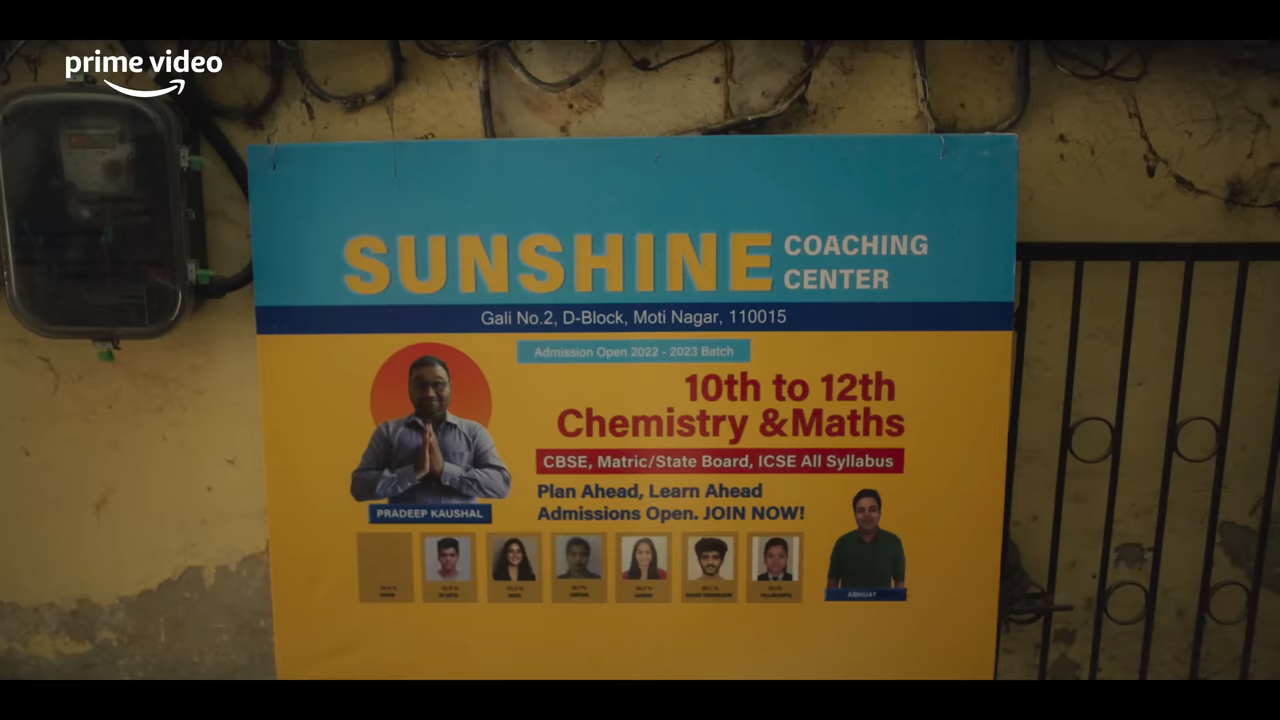 prime video
SUNSHINE COACHING CENTER
Gali No.2, D-Block, Moti Nagar, 110015
Admission Open 2022 - 2023 Batch
10th to 12th
Chemistry &Maths
CBSE, Matric/State Board, ICSE All Syllabus
Plan Ahead, Learn Ahead
Admissions Open. JOIN NOW!
PRADEEP KAUSHAL
ABHIJAT